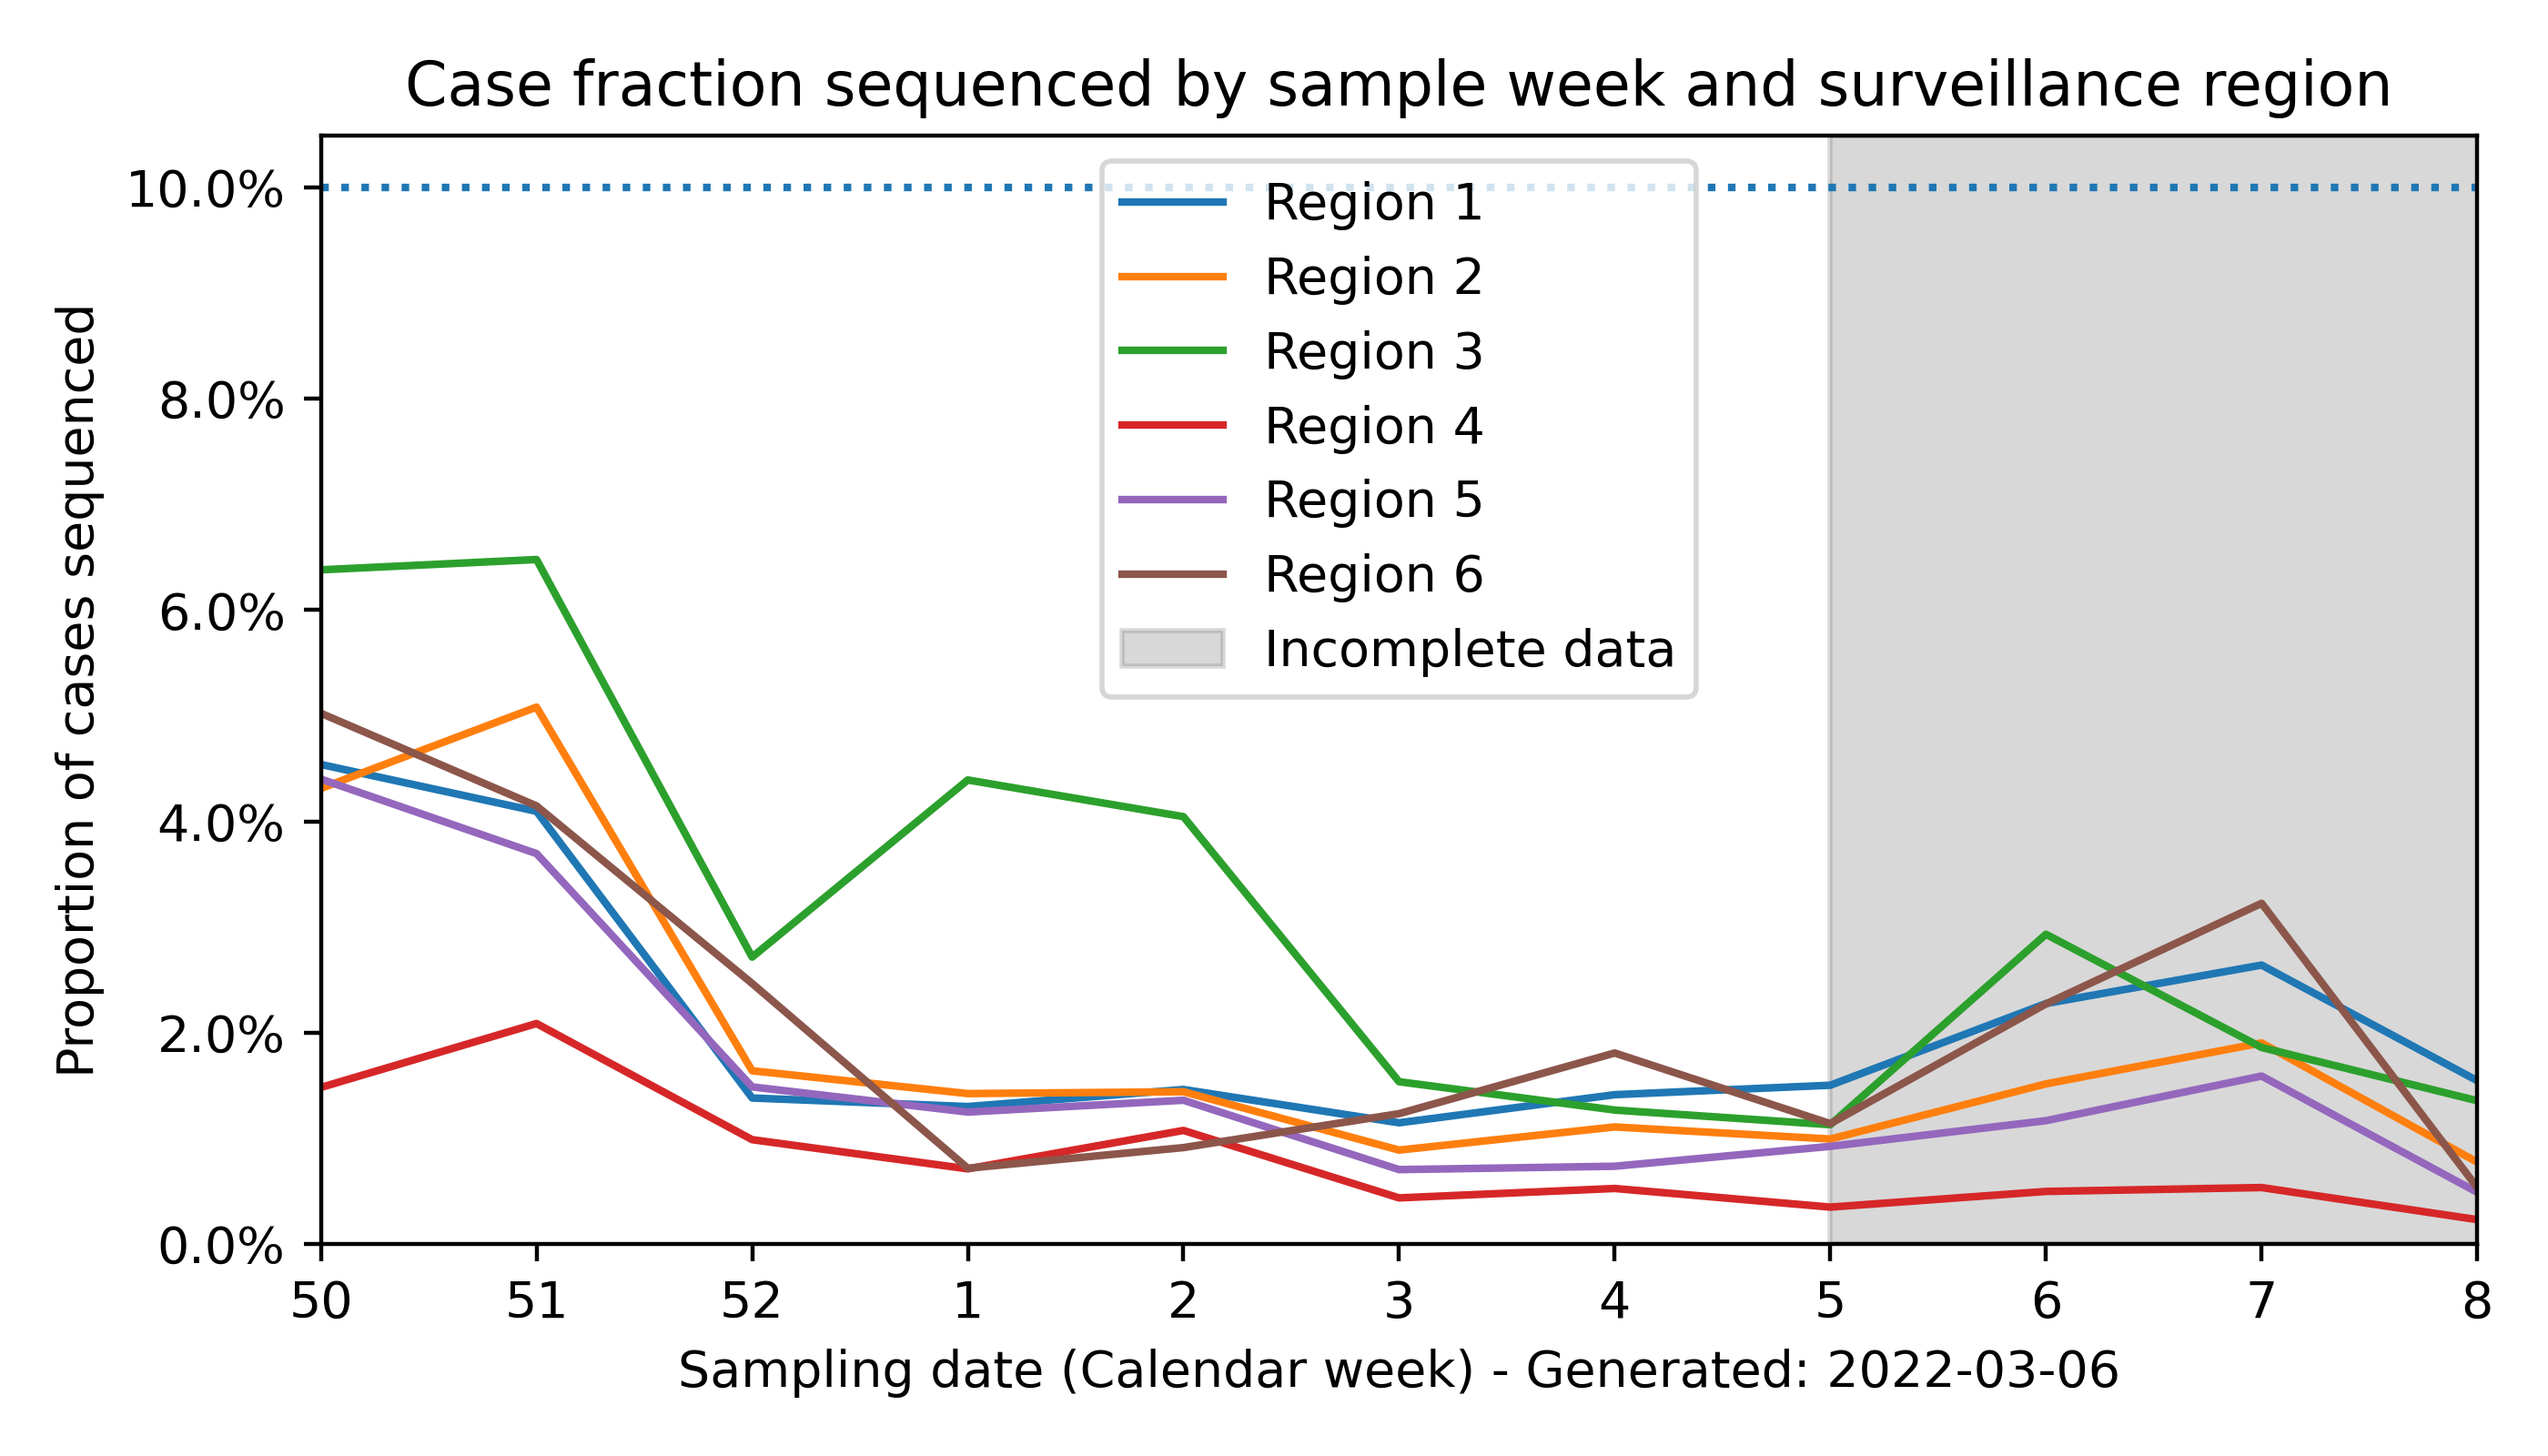 Case fraction sequenced by sample week and surveillance region
Proportion of cases sequenced
10.0%
8.0%
6.0%
4.0%
2.0%
0.0%
Region 1
Region 2
Region 3
Region 4
Region 5
Region 6
Incomplete data
50 51 52 1 2 3 4 5 6 7 8
Sampling date (Calendar week) - Generated: 2022-03-06